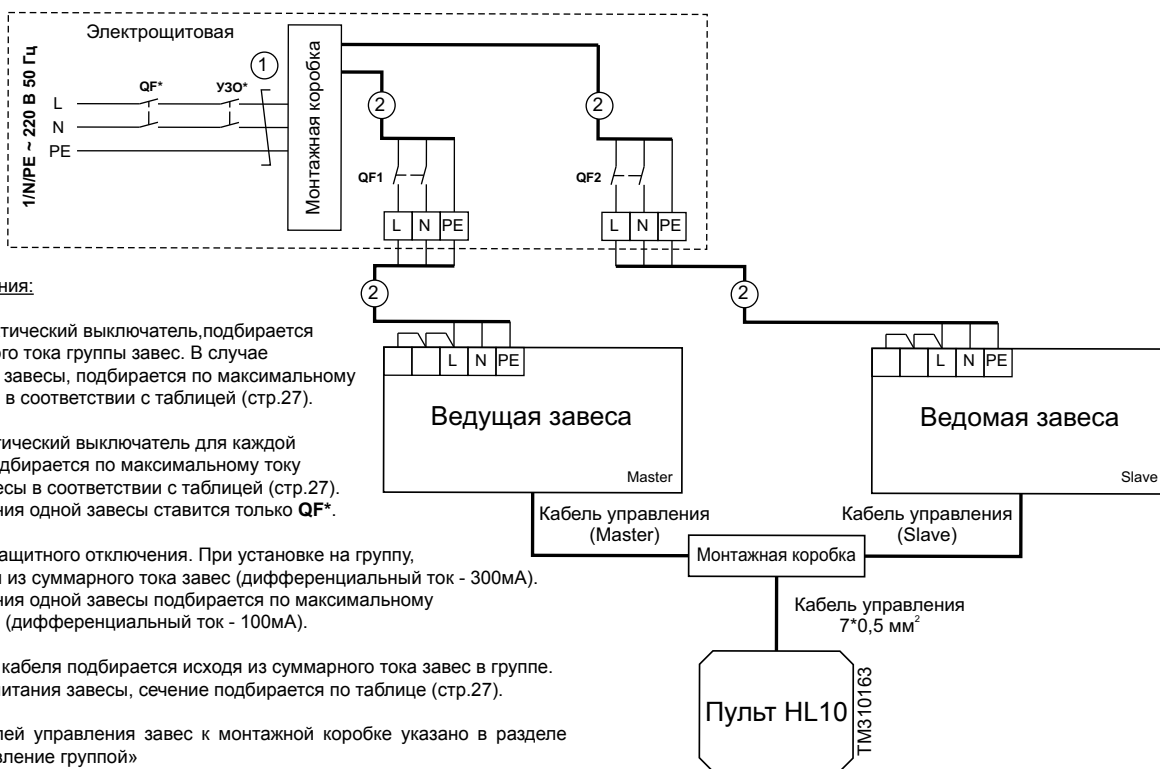 Электрощитовая
1/N/PE ~ 220 В 50 Гц
QF*
УЗО*
1
L
N
PE
Монтажная коробка
2
2
QF1
QF2
L N PE
L N PE
2
2
L N PE
L N PE
Ведущая завеса
Master
Ведомая завеса
Slave
Кабель управления
(Master)
Кабель управления
(Slave)
Монтажная коробка
Кабель управления
7*0,5 мм²
Пульт HL10
TM310163
ния:
тический выключатель,подбирается
го тока группы завес. В случае
завесы, подбирается по максимальному
в соответствии с таблицей (стр.27).
тический выключатель для каждой
дбирается по максимальному току
есы в соответствии с таблицей (стр.27).
ния одной завесы ставится только QF*.
ащитного отключения. При установке на группу,
из суммарного тока завес (дифференциальный ток - 300мА).
ния одной завесы подбирается по максимальному
(дифференциальный ток - 100мА).
кабеля подбирается исходя из суммарного тока завес в группе.
итания завесы, сечение подбирается по таблице (стр.27).
лей управления завес к монтажной коробке указано в разделе
вление группой»